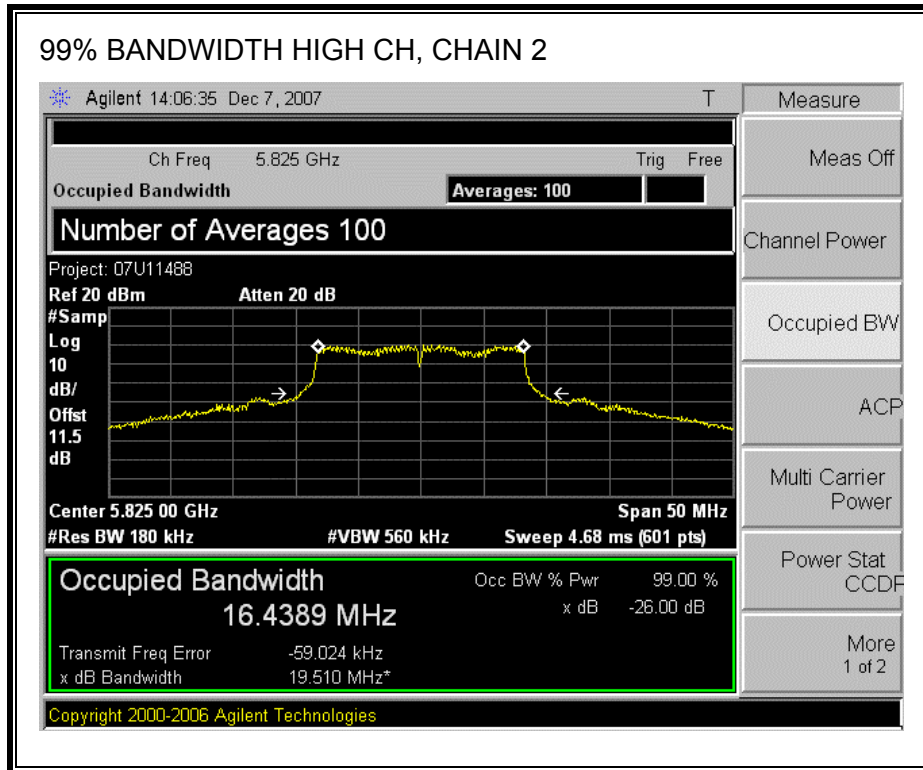 99% BANDWIDTH HIGH CH, CHAIN 2
Agilent 14:06:35 Dec 7, 2007 T
Measure
Ch Freq 5.825 GHz Trig Free
Occupied Bandwidth Averages: 100
Number of Averages 100
Project: 07U11488
Ref 20 dBm Atten 20 dB
#Samp
Log
10
dB/
Offst
11.5
dB
Center 5.825 00 GHz Span 50 MHz
#Res BW 180 kHz #VBW 560 kHz Sweep 4.68 ms (601 pts)
Occupied Bandwidth Occ BW % Pwr 99.00 %
16.4389 MHz x dB -26.00 dB
Transmit Freq Error -59.024 kHz
x dB Bandwidth 19.510 MHz*
Copyright 2000-2006 Agilent Technologies
Meas Off
Channel Power
Occupied BW
ACP
Multi Carrier
Power
Power Stat
CCDF
More
1 of 2